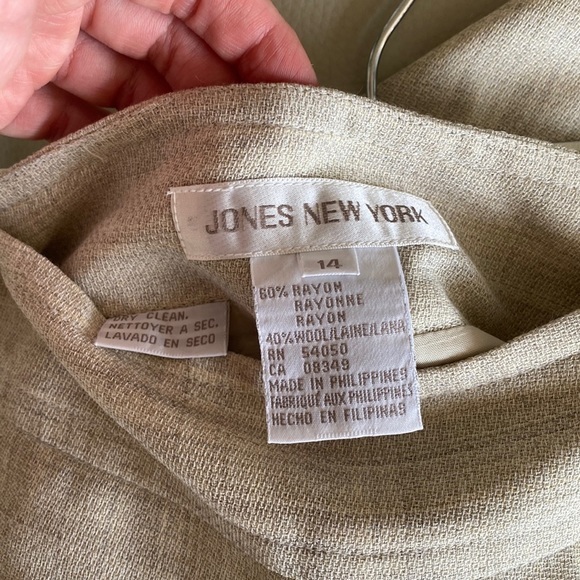 JONES NEW YORK
14
60% RAYON
RAYONNE
RAYON
40% WOOL/LAINE/LANA
RN 54050
CA 08349
MADE IN PHILIPPINES
FABRIQUÉ AUX PHILIPPINES
HECHO EN FILIPINAS
DRY CLEAN.
NETTOYER A SEC.
LAVADO EN SECO